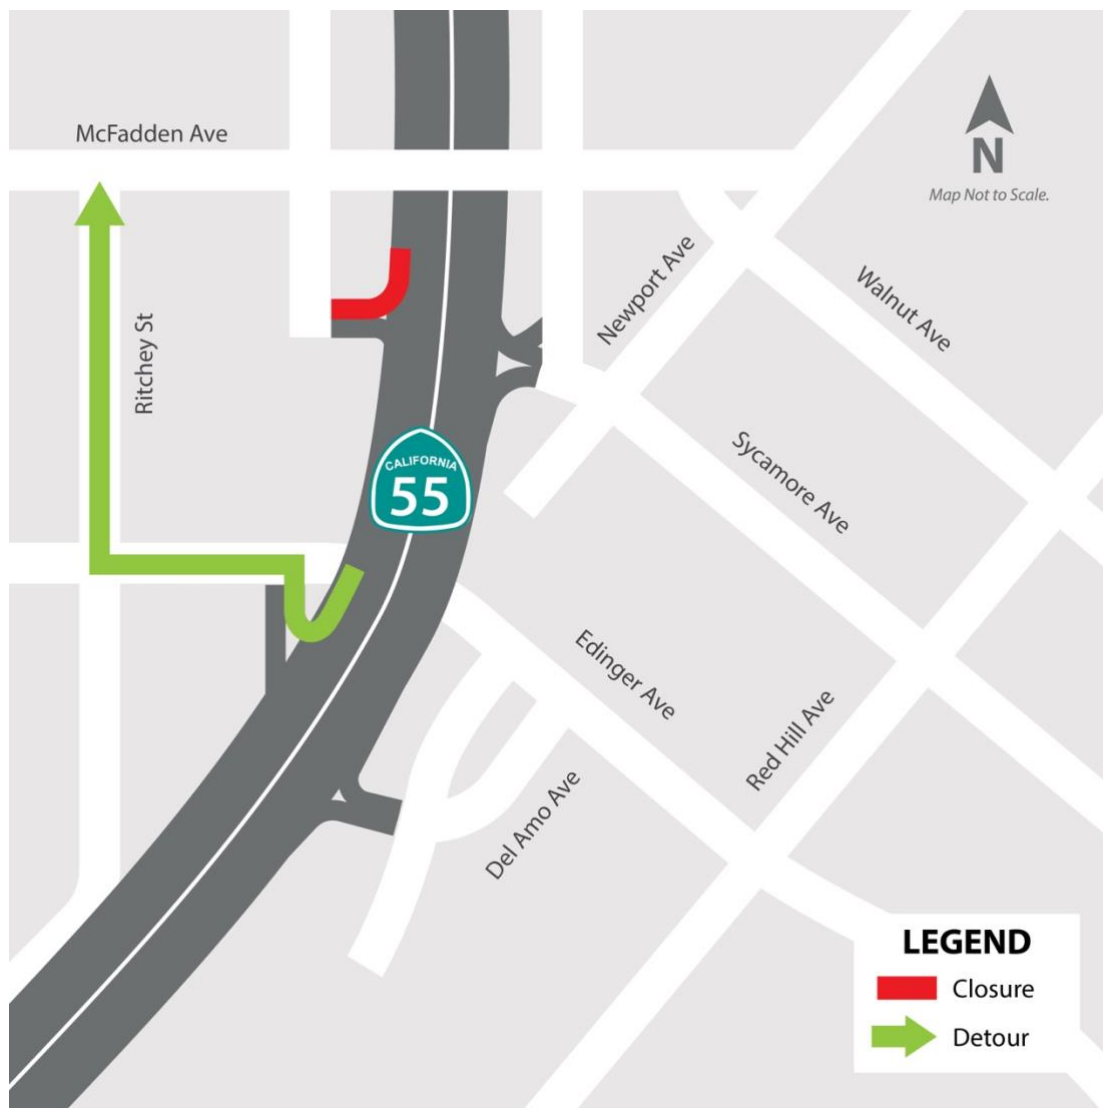 McFadden Ave
N
Map Not to Scale.
Newport Ave
Walnut Ave
Ritchey St
Sycamore Ave
CALIFORNIA
55
Edinger Ave
Red Hill Ave
Del Amo Ave
LEGEND
Closure
Detour